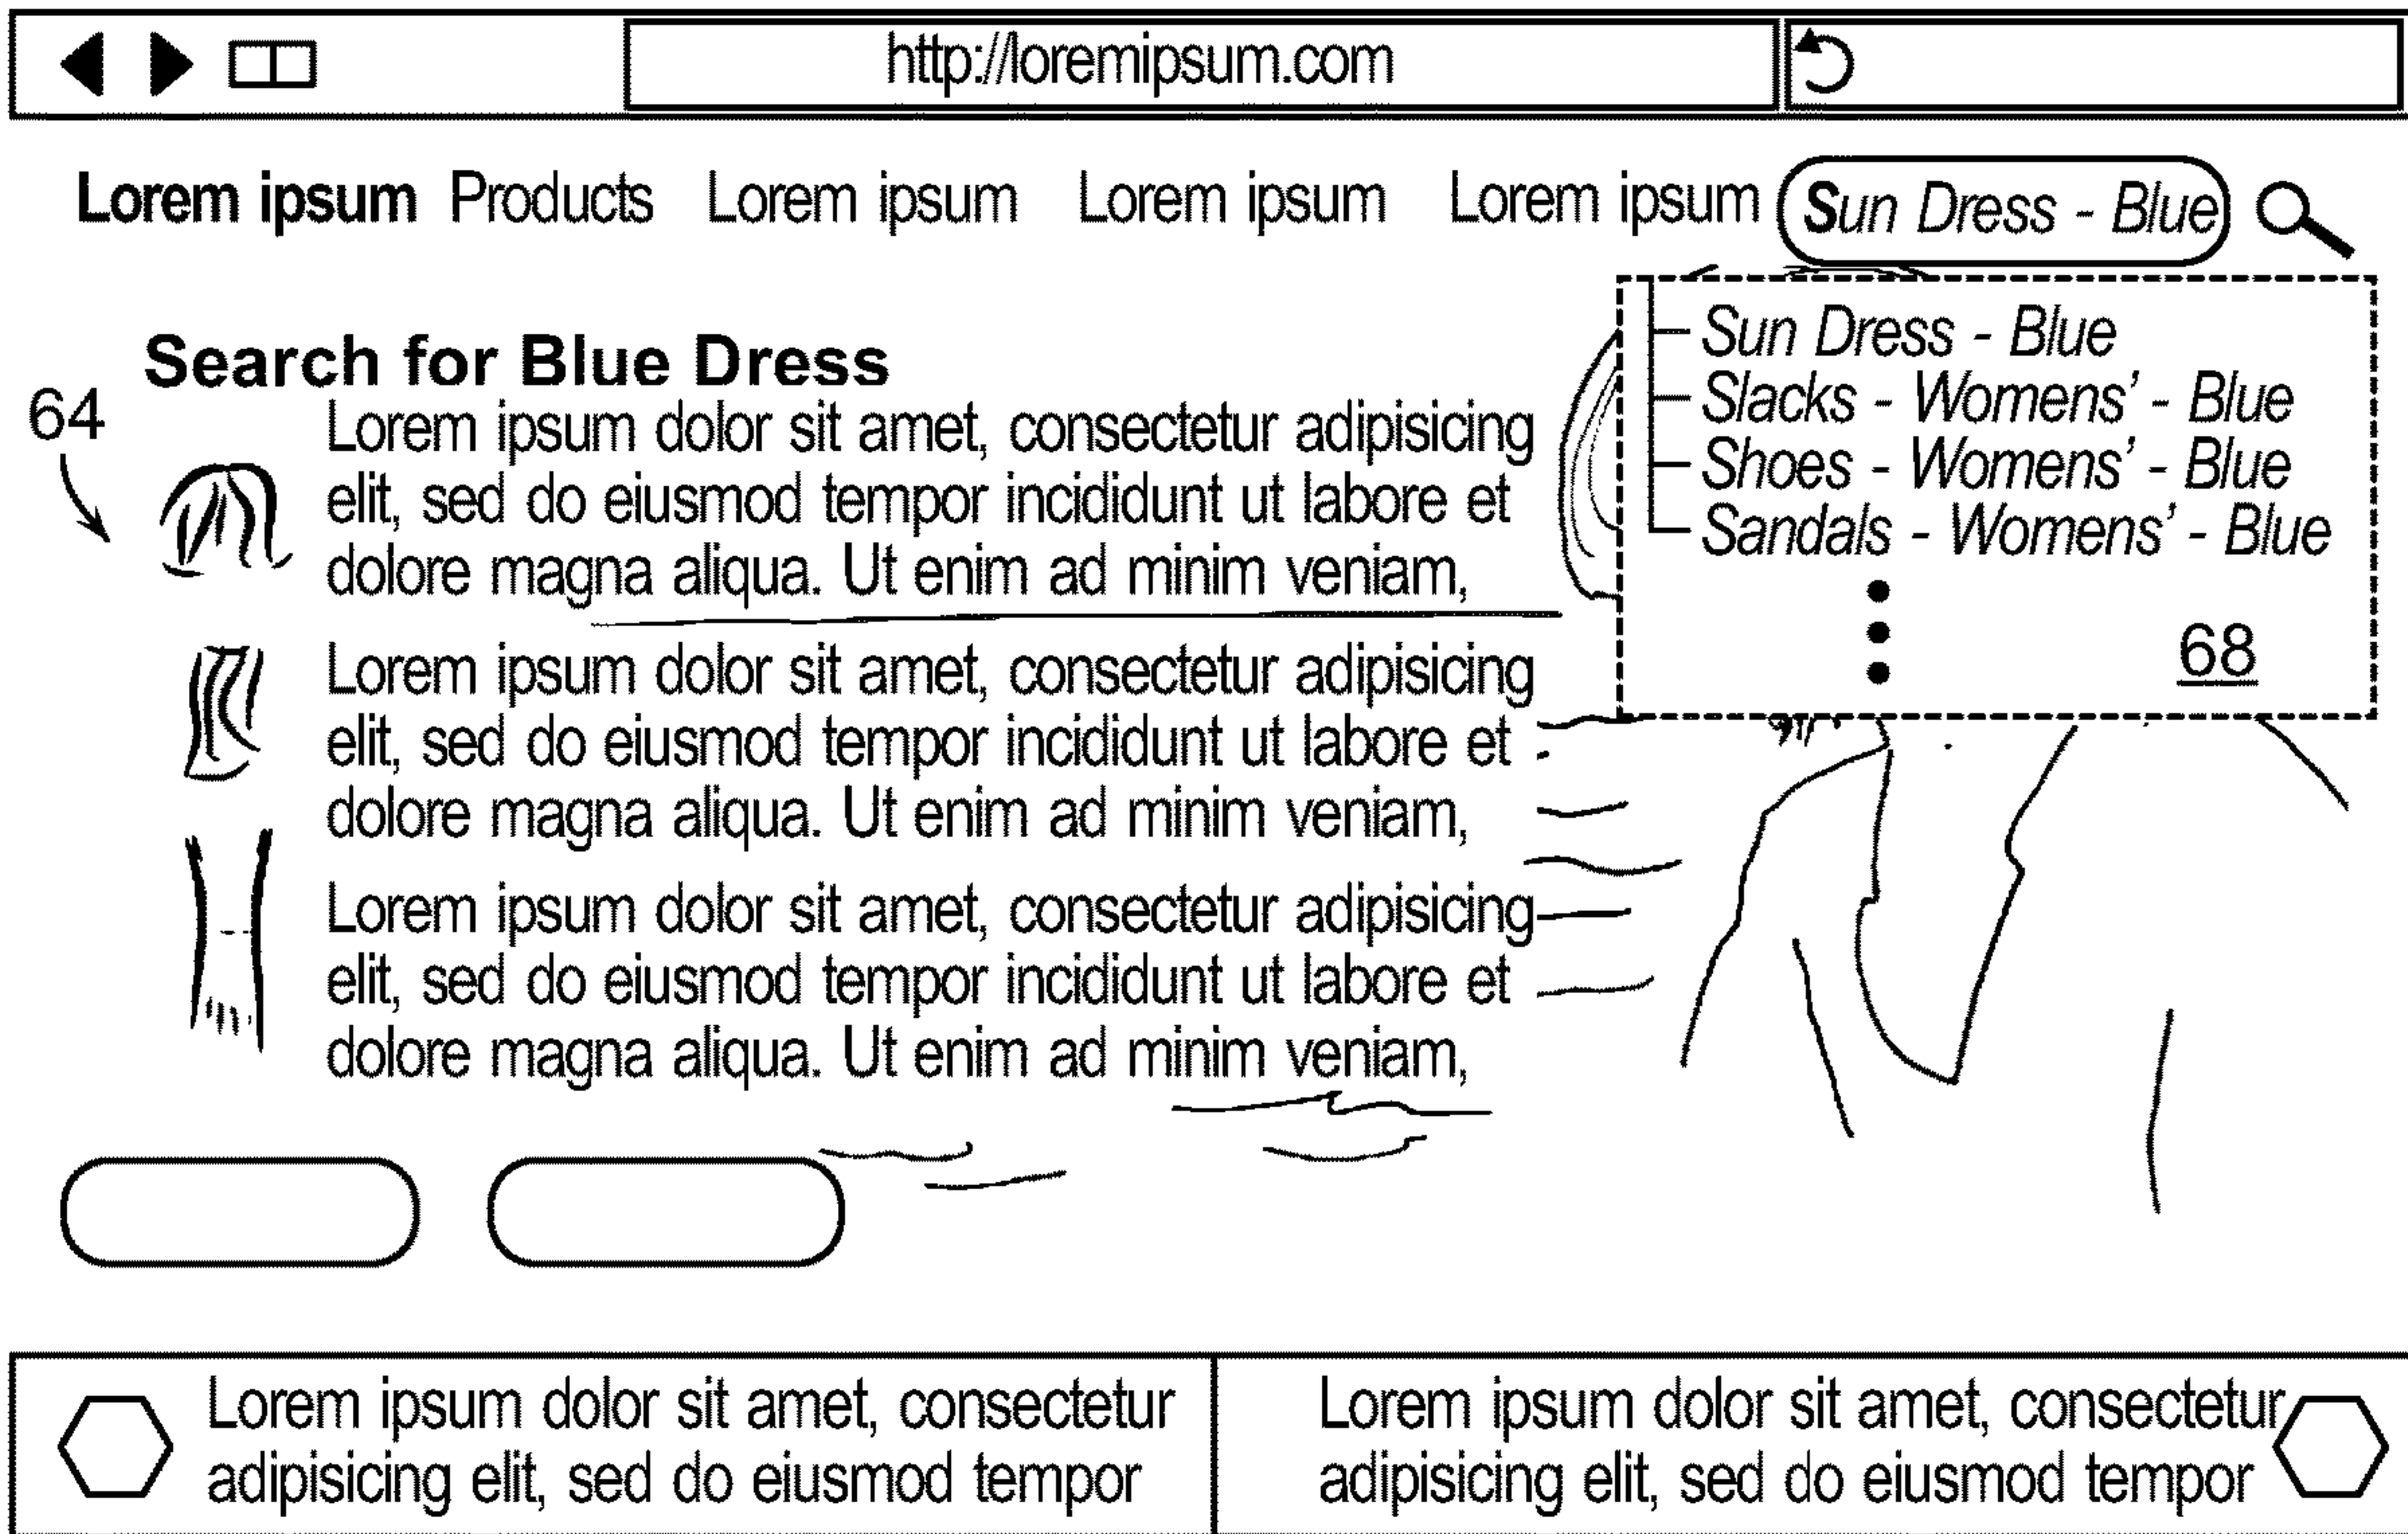 http://loremipsum.com
Lorem ipsum Products Lorem ipsum Lorem ipsum Lorem ipsum Sun Dress - Blue
Sun Dress - Blue
Slacks - Womens' - Blue
Shoes - Womens' - Blue
Sandals - Womens' - Blue
68
Search for Blue Dress
64
Lorem ipsum dolor sit amet, consectetur adipisicing
elit, sed do eiusmod tempor incididunt ut labore et
dolore magna aliqua. Ut enim ad minim veniam,
Lorem ipsum dolor sit amet, consectetur adipisicing
elit, sed do eiusmod tempor incididunt ut labore et
dolore magna aliqua. Ut enim ad minim veniam,
Lorem ipsum dolor sit amet, consectetur adipisicing
elit, sed do eiusmod tempor incididunt ut labore et
dolore magna aliqua. Ut enim ad minim veniam,
Lorem ipsum dolor sit amet, consectetur
adipisicing elit, sed do eiusmod tempor
Lorem ipsum dolor sit amet, consectetur
adipisicing elit, sed do eiusmod tempor